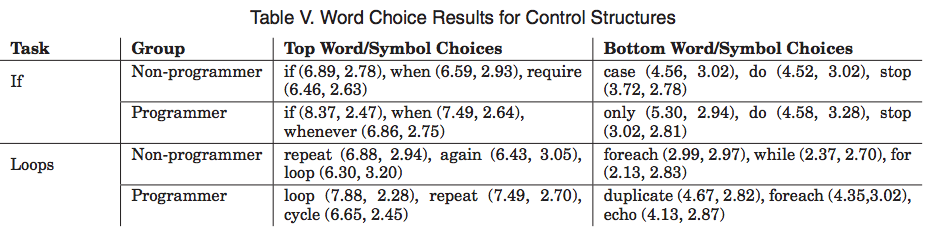 Table V. Word Choice Results for Control Structures
Task Group Top Word/Symbol Choices Bottom Word/Symbol Choices
If Non-programmer if (6.89, 2.78), when (6.59, 2.93), require (6.46, 2.63) case (4.56, 3.02), do (4.52, 3.02), stop (3.72, 2.78)
Programmer if (8.37, 2.47), when (7.49, 2.64), whenever (6.86, 2.75) only (5.30, 2.94), do (4.58, 3.28), stop (3.02, 2.81)
Loops Non-programmer repeat (6.88, 2.94), again (6.43, 3.05), loop (6.30, 3.20) foreach (2.99, 2.97), while (2.37, 2.70), for (2.13, 2.83)
Programmer loop (7.88, 2.28), repeat (7.49, 2.70), cycle (6.65, 2.45) duplicate (4.67, 2.82), foreach (4.35,3.02), echo (4.13, 2.87)